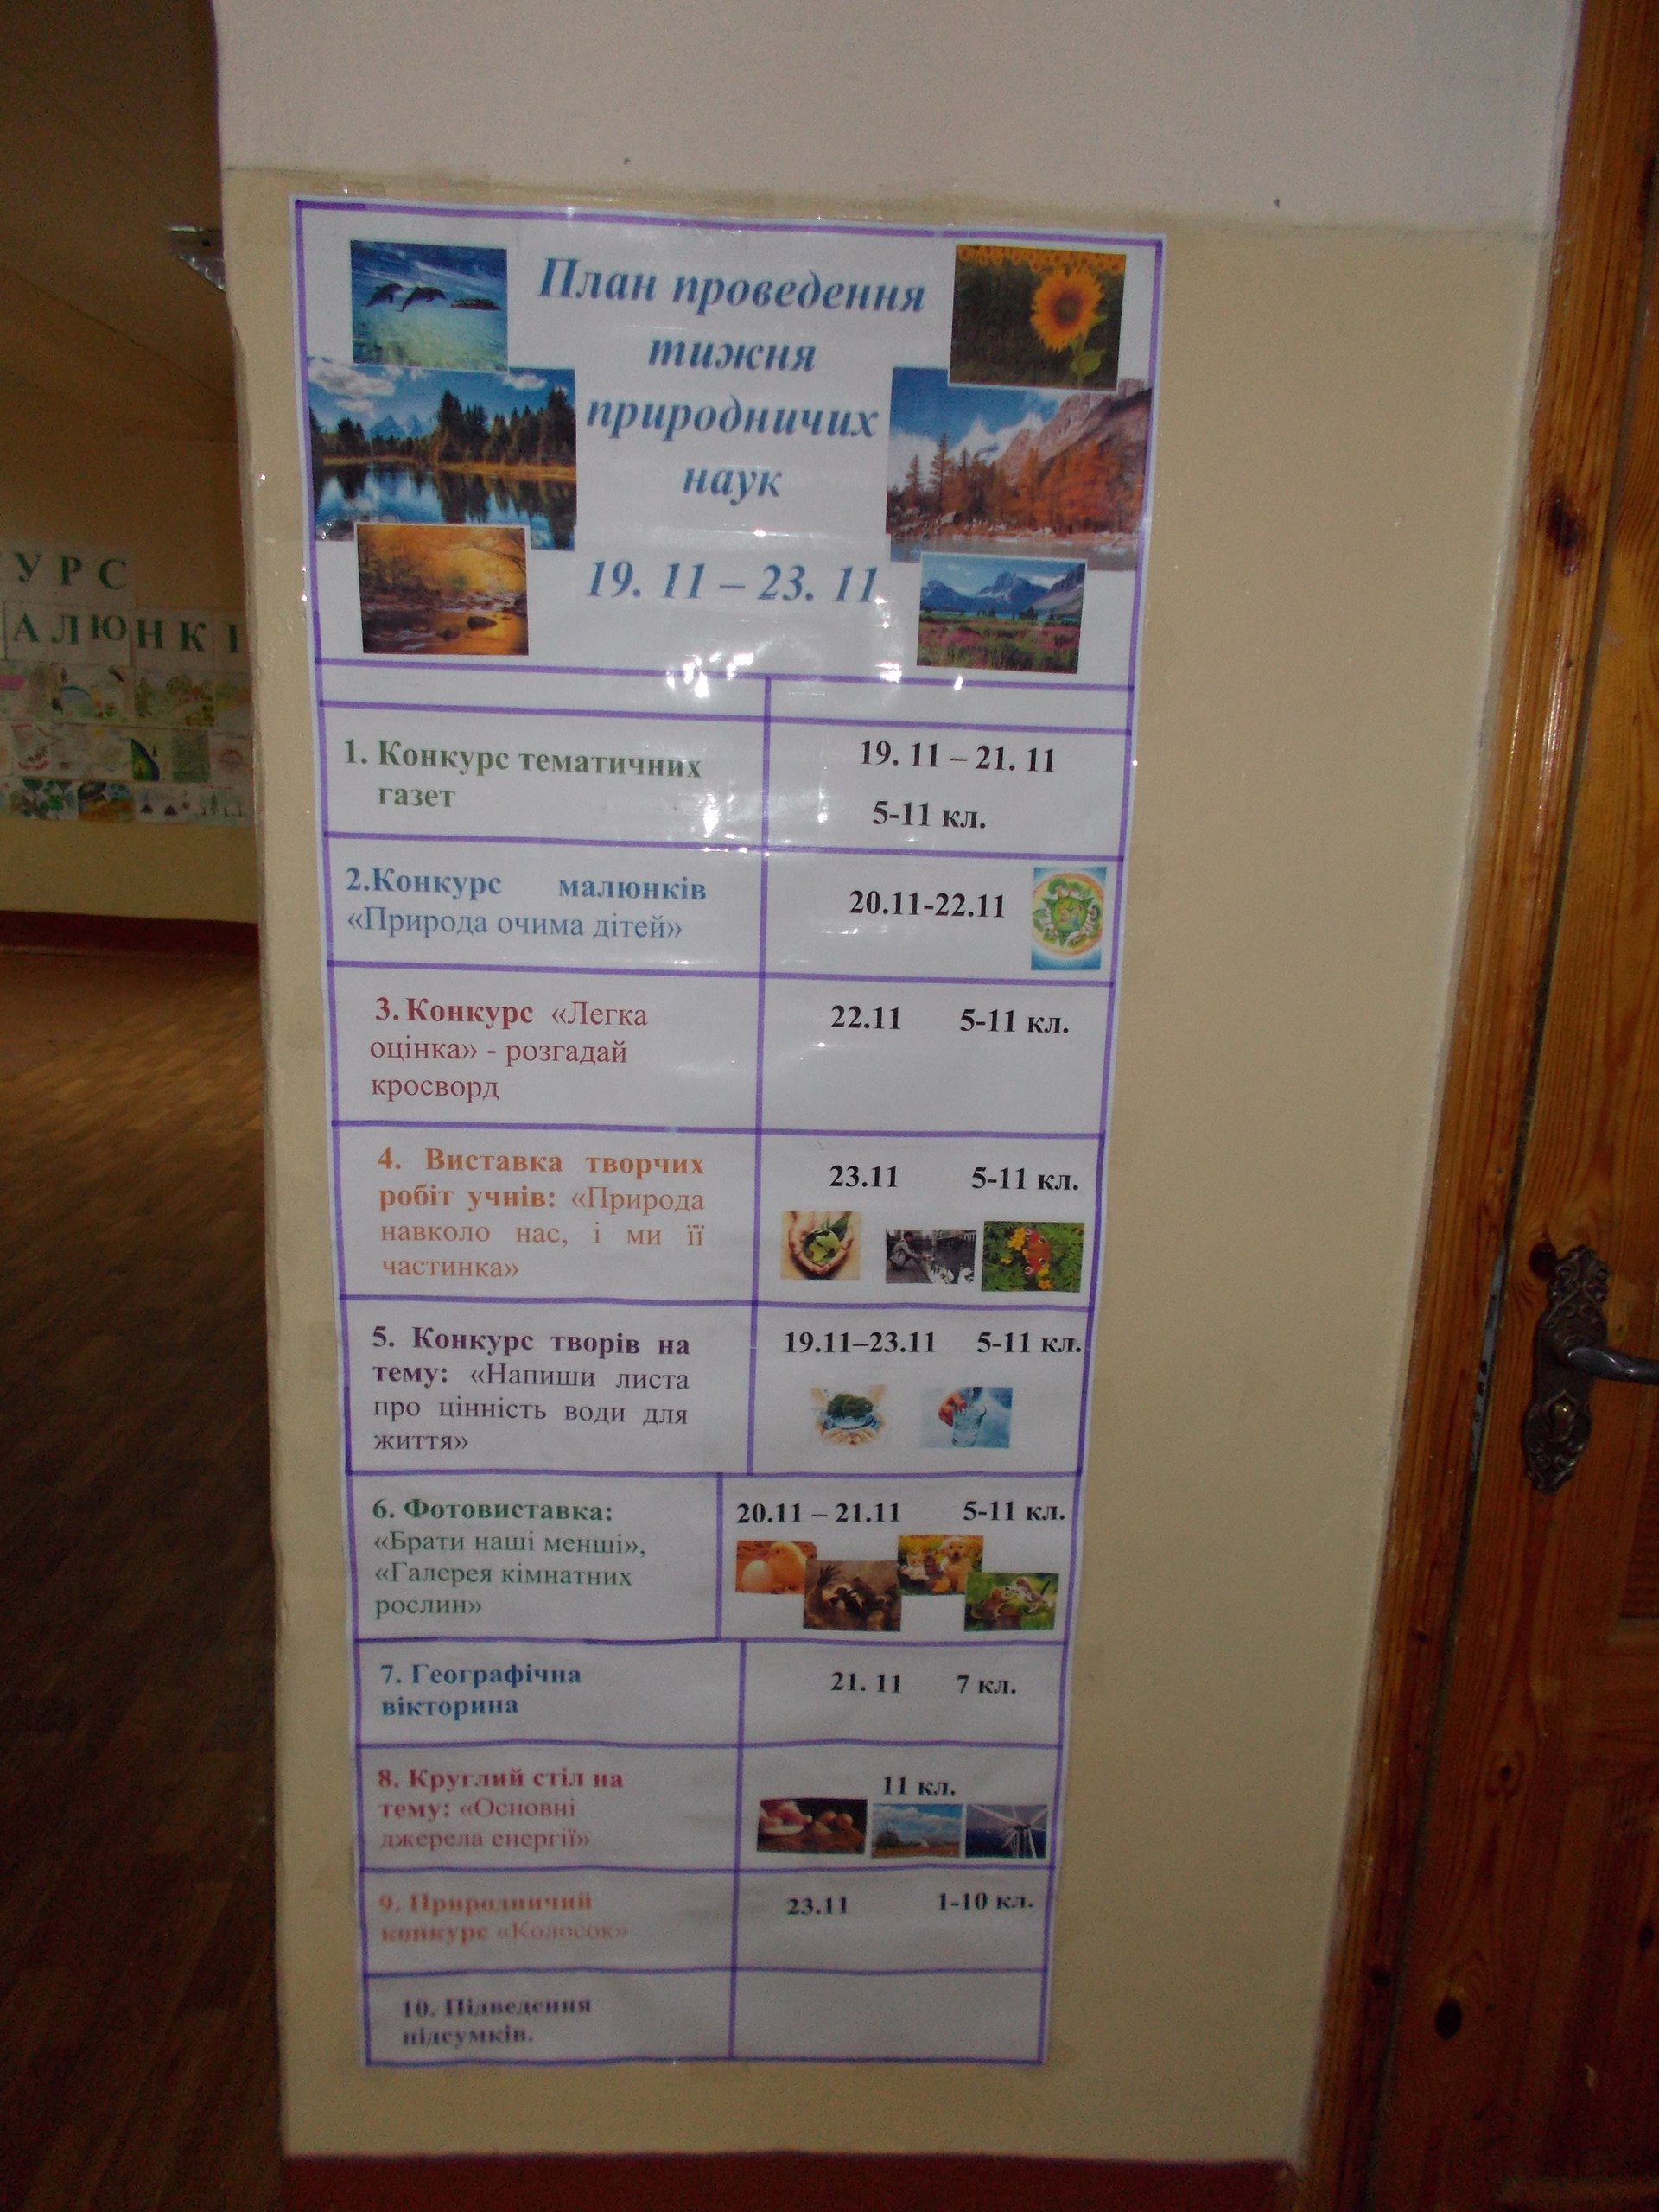 УРС
АЛЮНКІ
План проведення
тижня
природничих
наук
19. 11 – 23. 11
1. Конкурс тематичних
газет
19. 11 – 21. 11
5-11 кл.
2.Конкурс малюнків
«Природа очима дітей»
20.11-22.11
3. Конкурс «Легка
оцінка» - розгадай
кросворд
22.11 5-11 кл.
4. Виставка творчих
робіт учнів: «Природа
навколо нас, і ми її
частинка»
23.11 5-11 кл.
5. Конкурс творів на
тему: «Напиши листа
про цінність води для
життя»
19.11–23.11 5-11 кл.
6. Фотовиставка:
«Брати наші менші»,
«Галерея кімнатних
рослин»
20.11 – 21.11 5-11 кл.
7. Географічна
вікторина
21. 11 7 кл.
8. Круглий стіл на
тему: «Основні
джерела енергії»
11 кл.
9. Природничий
конкурс «Колосок»
23.11 1-10 кл.
10. Підведення
підсумків.